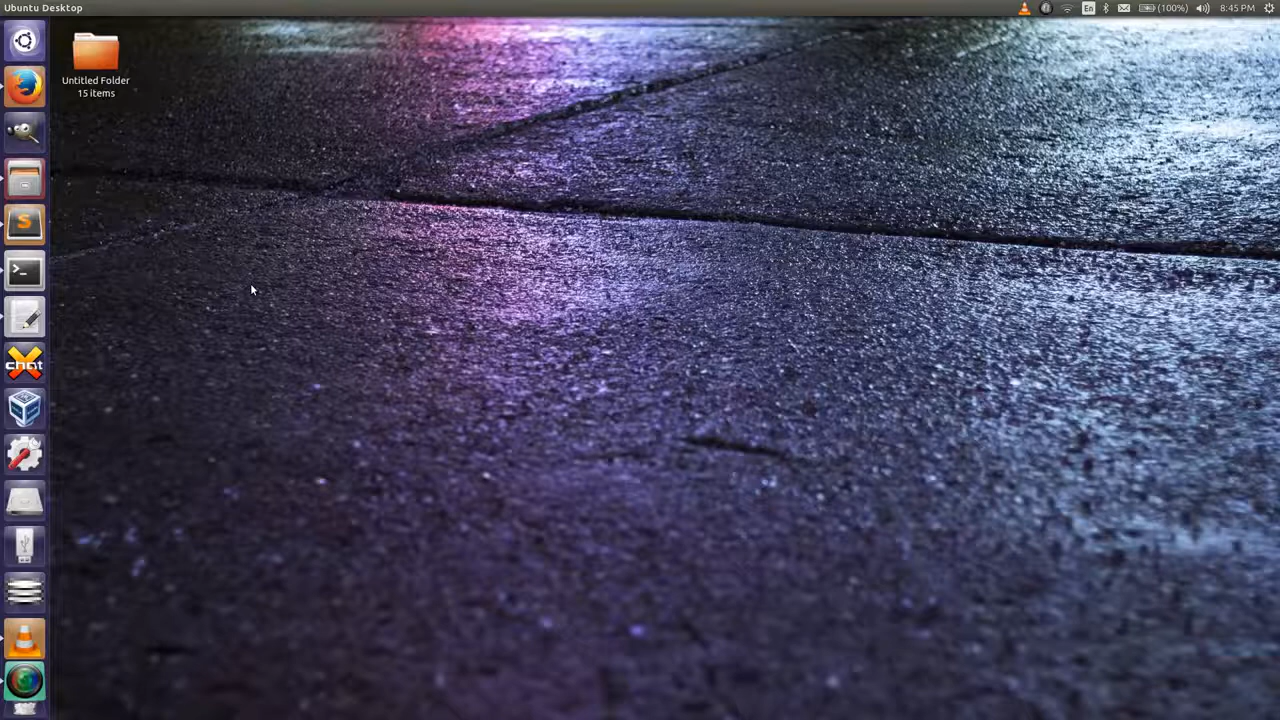 Ubuntu Desktop
En
(100%)
8:45 PM
Untitled Folder
15 items
S
>_
X
chat